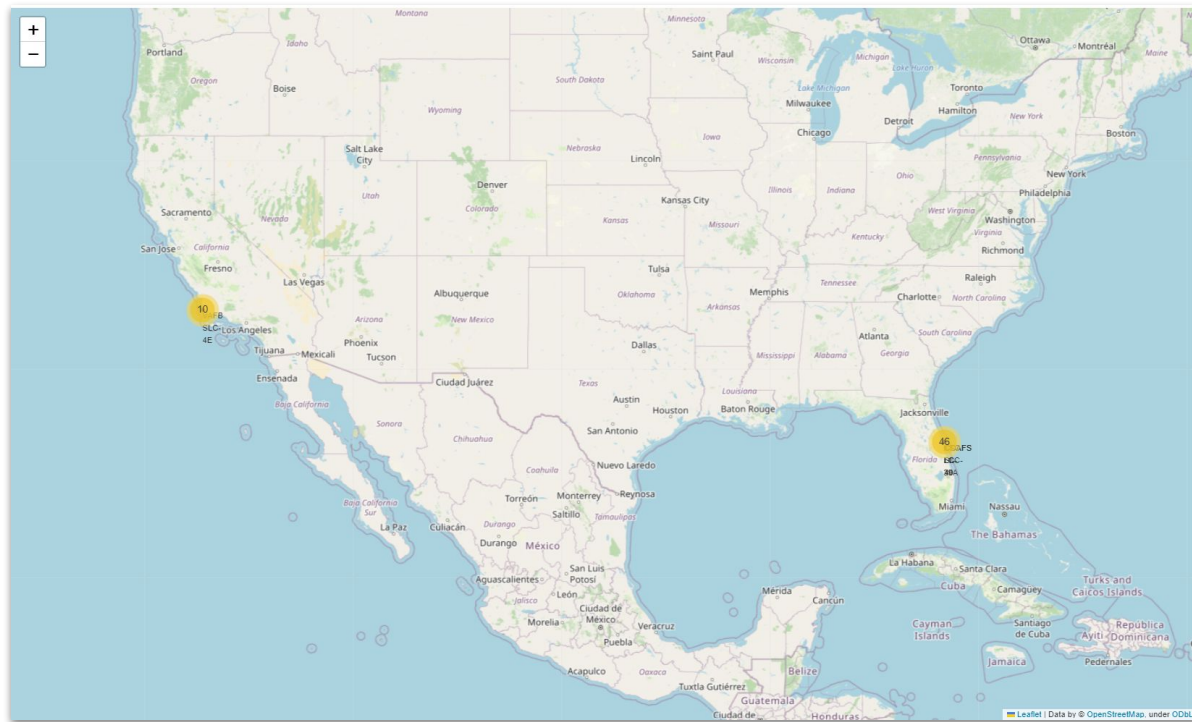 +
−
Montana
Minnesota
Ottawa
Montréal
Maine
Portland
Idaho
Saint Paul
Wisconsin
Michigan
Lake Huron
Oregon
Boise
South Dakota
Lake Michigan
Toronto
Wyoming
Milwaukee
Hamilton
New York
Detroit
Chicago
Boston
Salt Lake
City
Nebraska
Iowa
Lincoln
Pennsylvania
New York
Denver
Utah
Illinois
Indiana
Ohio
Philadelphia
Sacramento
Nevada
Colorado
Kansas City
Kansas
Missouri
West Virginia
Washington
San Jose
California
Kentucky
Virginia
Richmond
Fresno
Las Vegas
Tulsa
Raleigh
Albuquerque
Oklahoma
Memphis
Tennessee
Charlotte
North Carolina
10
FB
SLC-
4E
Los Angeles
Arizona
New Mexico
Arkansas
South Carolina
Phoenix
Tucson
Dallas
Atlanta
Georgia
Tijuana
Mexicali
Mississippi
Alabama
Ensenada
Ciudad Juárez
Texas
Louisiana
Baja California
Austin
Houston
Baton Rouge
Jacksonville
Sonora
Chihuahua
San Antonio
46
AFS
Florida
LC-
Coahuila
Nuevo Laredo
Baja California
Sur
Torreón
Monterrey
Reynosa
Saltillo
Tamaulipas
Miami
Nassau
La Paz
Culiacán
Durango
Durango
México
The Bahamas
La Habana
Santa Clara
Cuba
Camaguey
Turks and
Caicos Islands
Aguascalientes
San Luis
Potosí
León
Jalisco
Mérida
Cancún
Morelia
Ciudad de
México
Veracruz
Puebla
Cayman
Islands
Santiago
de Cuba
Ayiti
República
Dominicana
Jamaica
Pedernales
Acapulco
Oaxaca
Tuxtla Gutiérrez
Belize
Guatemala
Ciudad de
Honduras
Leaflet | Data by © OpenStreetMap, under ODbL